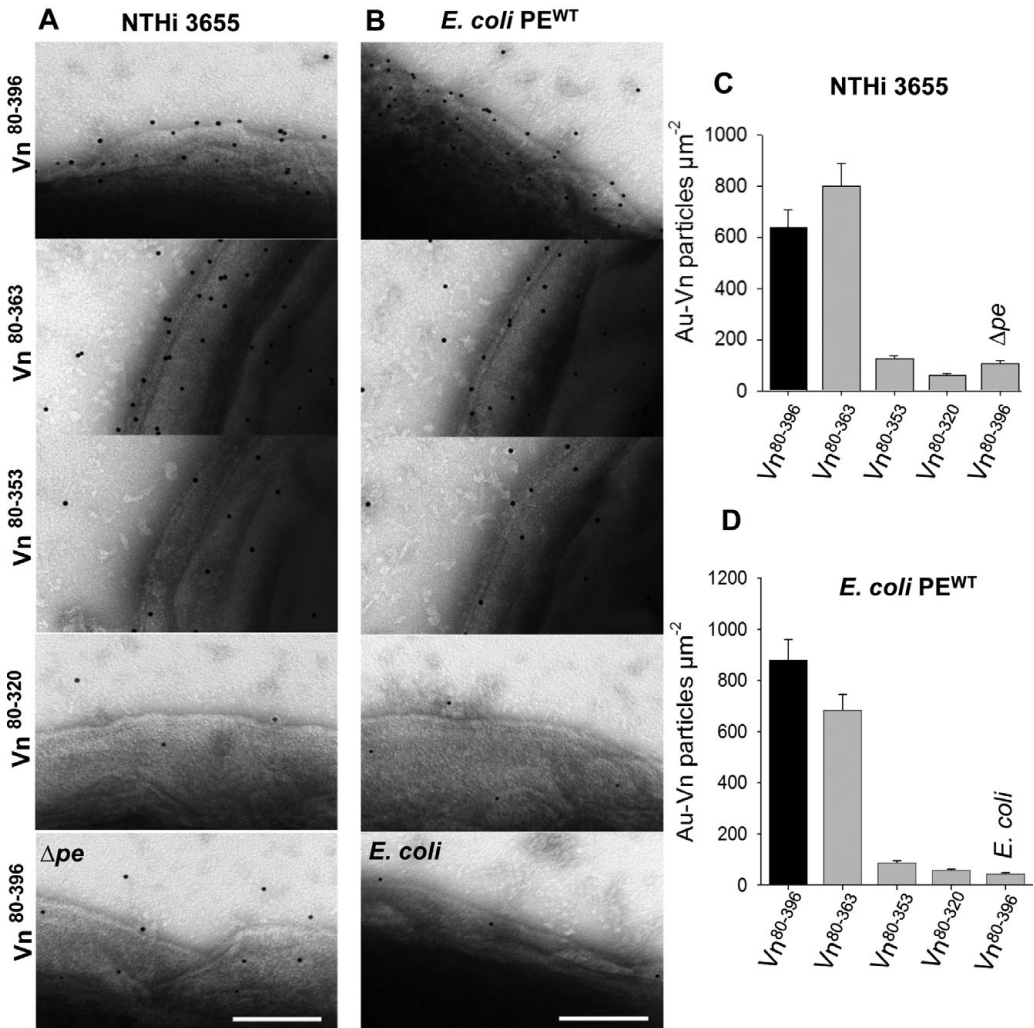 A
NTHi 3655
B
E. coli PE^WT
Vn^80-396
Vn^80-363
Vn^80-353
Vn^80-320
Vn^80-396
Δpe
E. coli
C
NTHi 3655
Au-Vn particles µm^-2
1000
800
600
400
200
0
Δpe
Vn^80-396
Vn^80-363
Vn^80-353
Vn^80-320
Vn^80-396
D
E. coli PE^WT
Au-Vn particles µm^-2
1200
1000
800
600
400
200
0
E. coli
Vn^80-396
Vn^80-363
Vn^80-353
Vn^80-320
Vn^80-396